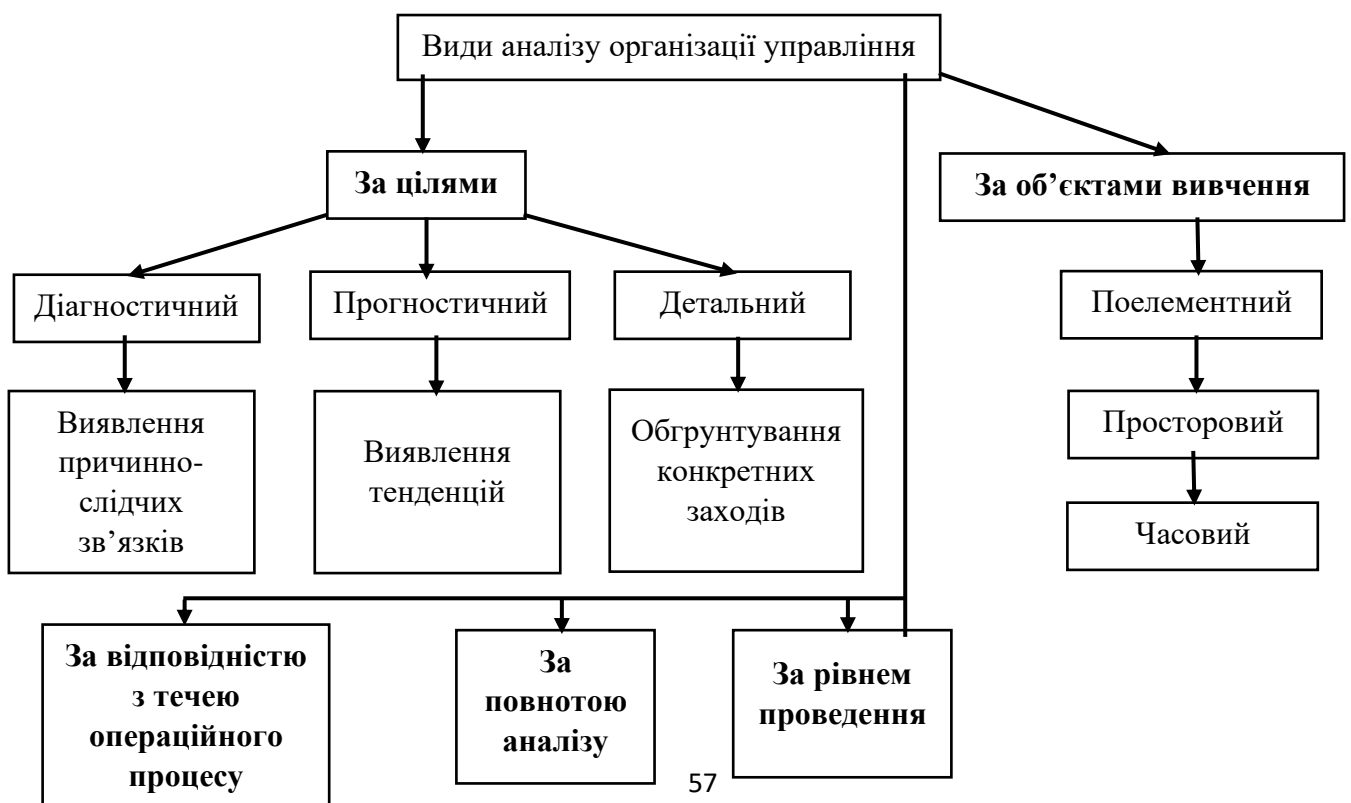 Види аналізу організації управління
За цілями
За об’єктами вивчення
Діагностичний
Прогностичний
Детальний
Поелементний
Виявлення
причинно-
слідчих
зв’язків
Виявлення
тенденцій
Обгрунтування
конкретних
заходів
Просторовий
Часовий
За відповідністю
з течею
операційного
процесу
За
повнотою
аналізу
За рівнем
проведення
57